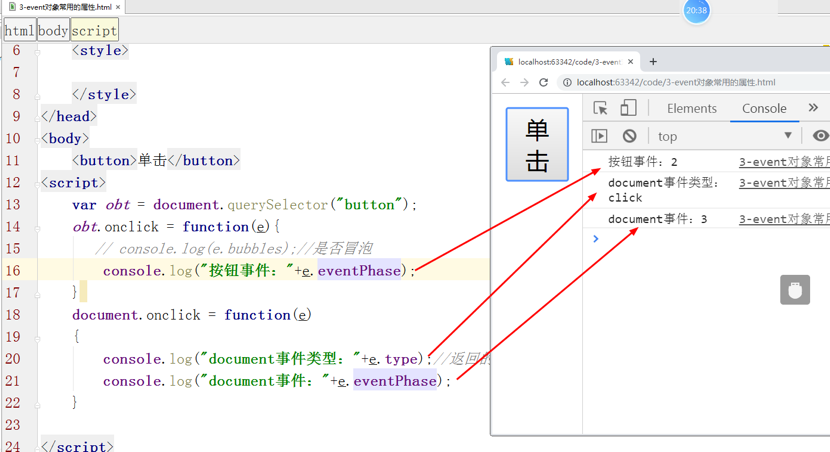 3-event对象常用的属性.html ×
20:38
html body script
6 <style>
7
8 </style>
9 </head>
10 <body>
11 <button>单击</button>
12 <script>
13 var obt = document.querySelector("button");
14 obt.onclick = function(e){
15 // console.log(e.bubbles);//是否冒泡
16 console.log("按钮事件："+e.eventPhase);
17 }
18 document.onclick = function(e)
19 {
20 console.log("document事件类型："+e.type);//返回的
21 console.log("document事件："+e.eventPhase);
22 }
23
24 </script>
localhost:63342/code/3-even × +
localhost:63342/code/3-event对象常用的属性.html
单
击
Elements Console »
top
按钮事件：2 3-event对象常用
document事件类型： 3-event对象常用
click
document事件：3 3-event对象常用